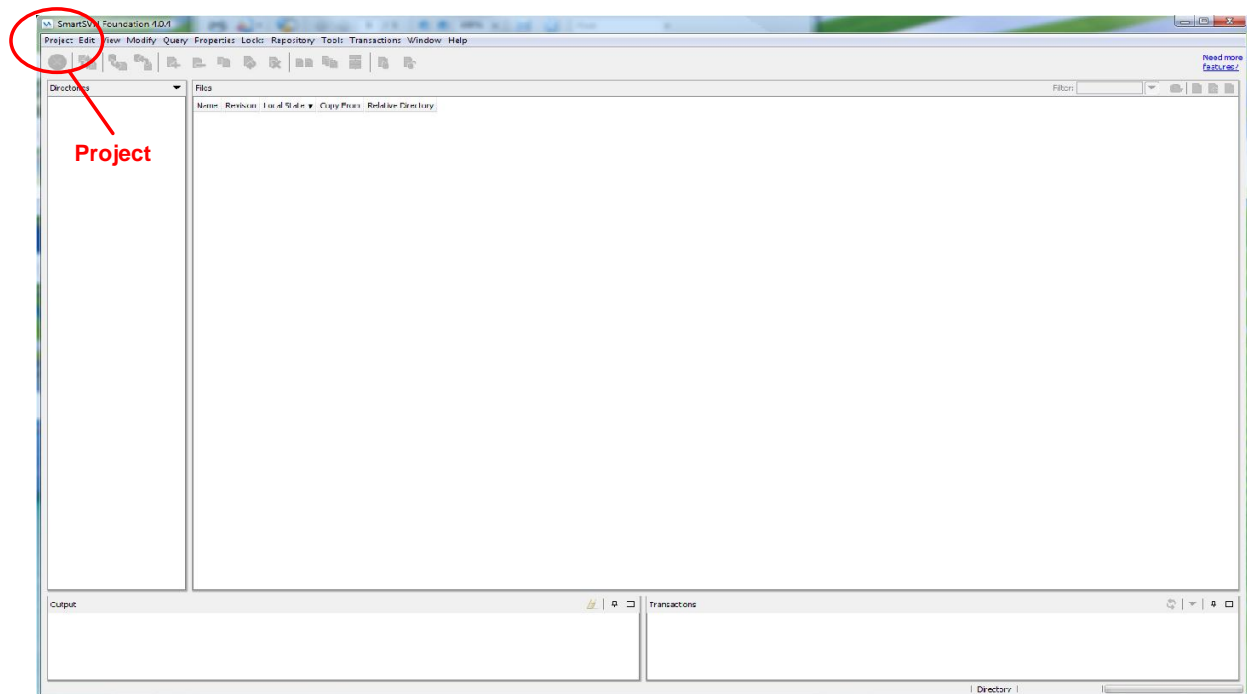 SmartSVN Foundation 4.0.4
Project Edit View Modify Query Properties Locks Repository Tools Transactions Window Help
Need more
features?
Directories
Files
Filter:
Name Revision Local State Copy From Relative Directory
Project
Output
Transactions
Directory